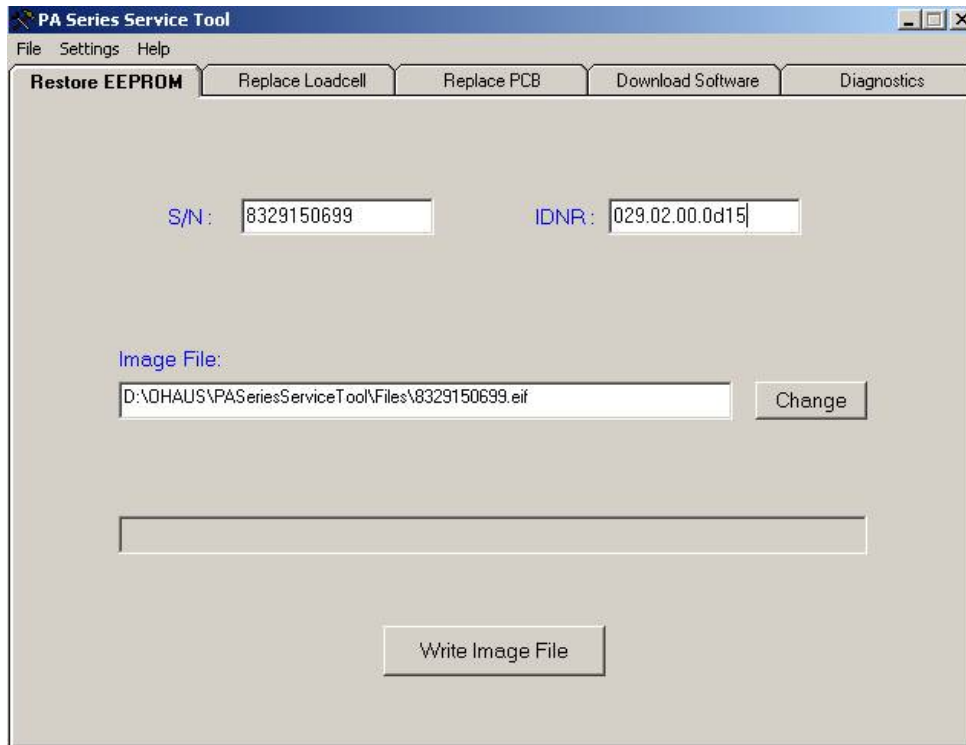 PA Series Service Tool
File Settings Help
Restore EEPROM Replace Loadcell Replace PCB Download Software Diagnostics
S/N : 8329150699 IDNR : 029.02.00.0d15
Image File:
D:\OHAUS\PASeriesServiceTool\Files\8329150699.eif Change
Write Image File